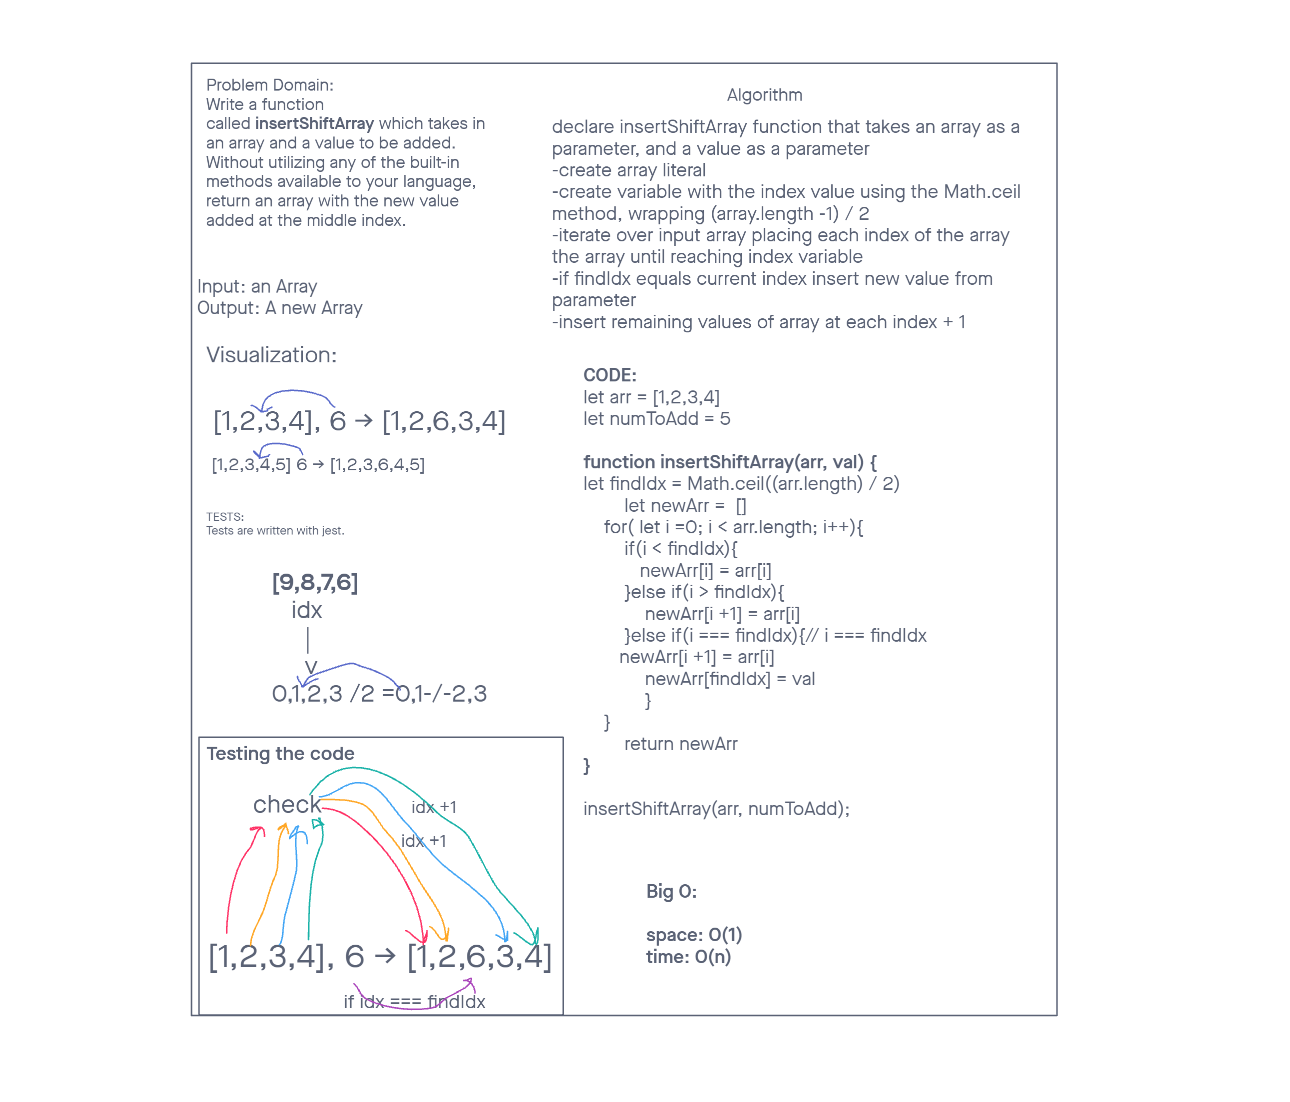 Problem Domain:
Write a function
called insertShiftArray which takes in
an array and a value to be added.
Without utilizing any of the built-in
methods available to your language,
return an array with the new value
added at the middle index.
Input: an Array
Output: A new Array
Visualization:
[1,2,3,4], 6 → [1,2,6,3,4]
[1,2,3,4,5] 6 → [1,2,3,6,4,5]
TESTS:
Tests are written with jest.
[9,8,7,6]
idx
|
V
0,1,2,3 /2 =0,1-/-2,3
Testing the code
check
idx +1
idx +1
[1,2,3,4], 6 → [1,2,6,3,4]
if idx === findIdx
Algorithm
declare insertShiftArray function that takes an array as a
parameter, and a value as a parameter
-create array literal
-create variable with the index value using the Math.ceil
method, wrapping (array.length -1) / 2
-iterate over input array placing each index of the array
the array until reaching index variable
-if findIdx equals current index insert new value from
parameter
-insert remaining values of array at each index + 1
CODE:
let arr = [1,2,3,4]
let numToAdd = 5
function insertShiftArray(arr, val) {
let findIdx = Math.ceil((arr.length) / 2)
let newArr = []
for( let i =0; i < arr.length; i++){
if(i < findIdx){
newArr[i] = arr[i]
}else if(i > findIdx){
newArr[i +1] = arr[i]
}else if(i === findIdx){// i === findIdx
newArr[i +1] = arr[i]
newArr[findIdx] = val
}
}
return newArr
}
insertShiftArray(arr, numToAdd);
Big O:
space: O(1)
time: O(n)